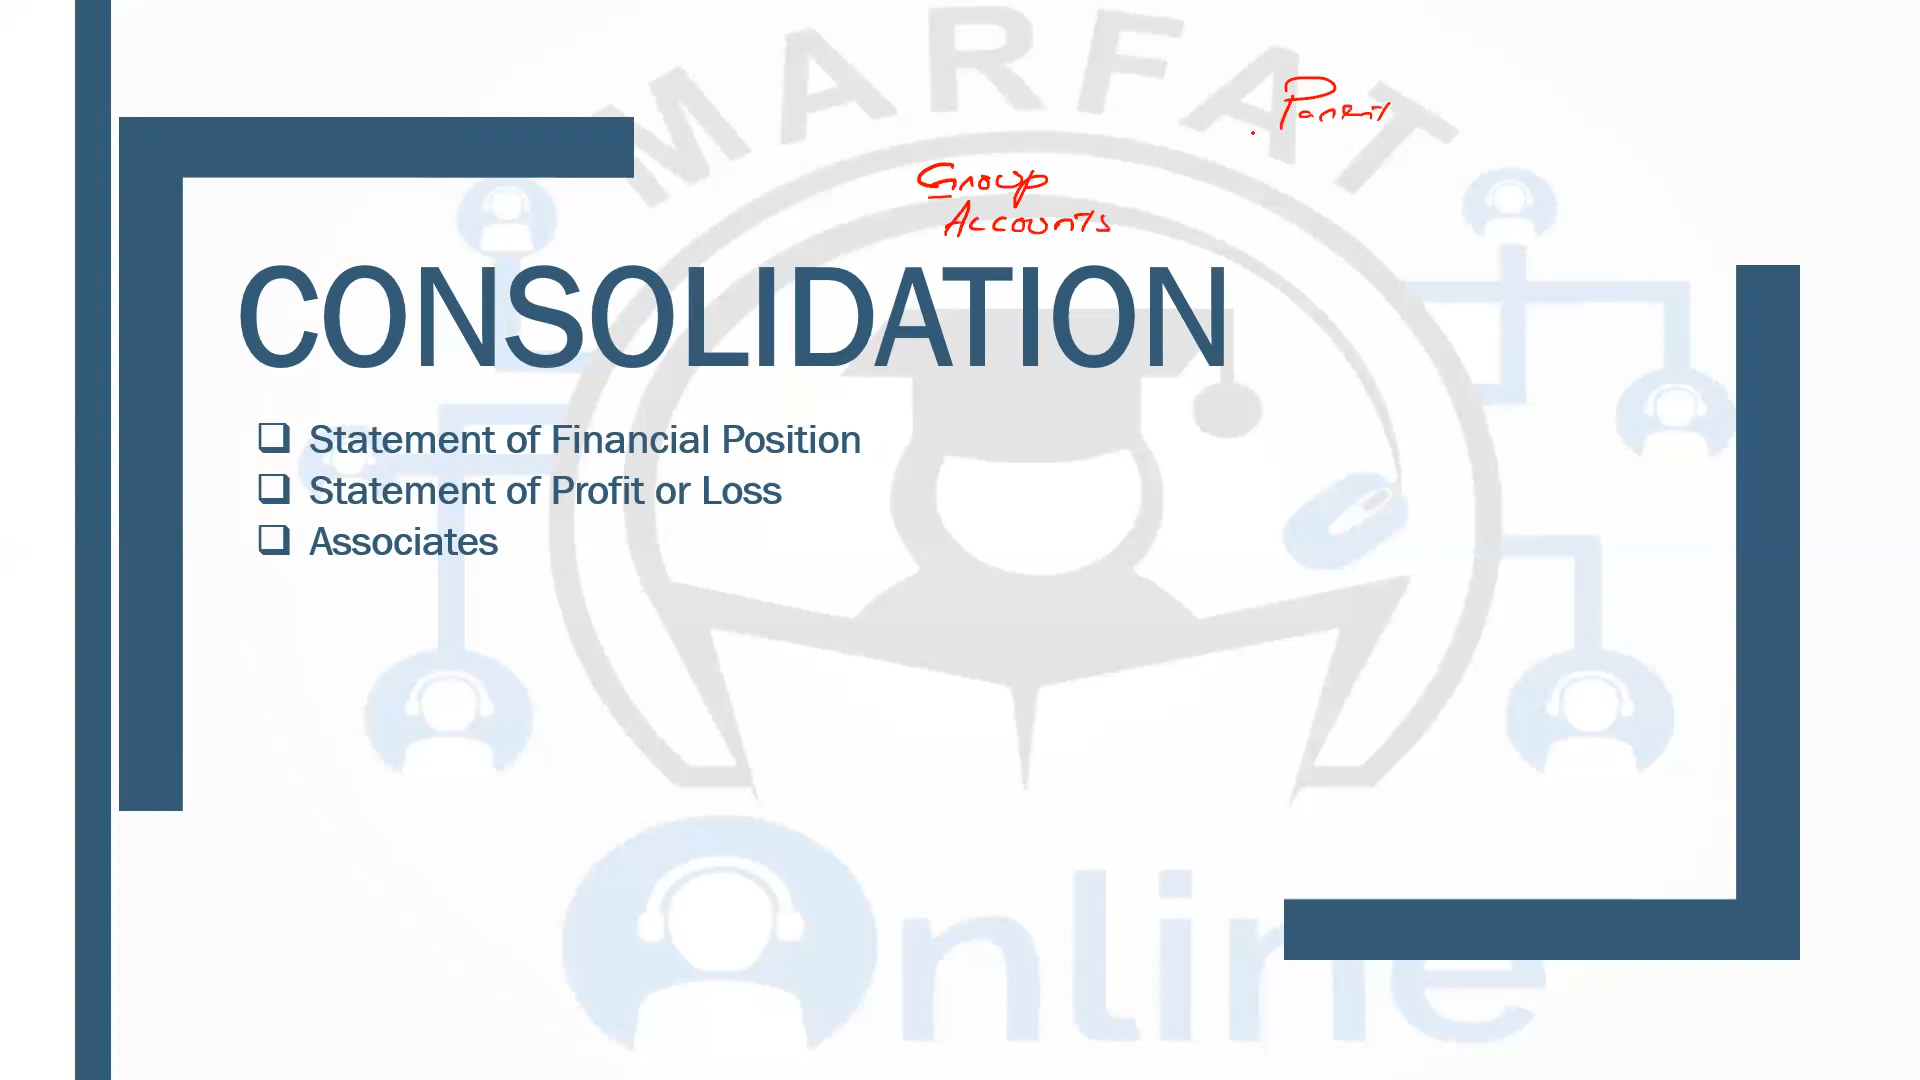 MARFAT
Parent
Group
Accounts
CONSOLIDATION
❑ Statement of Financial Position
❑ Statement of Profit or Loss
❑ Associates
Online